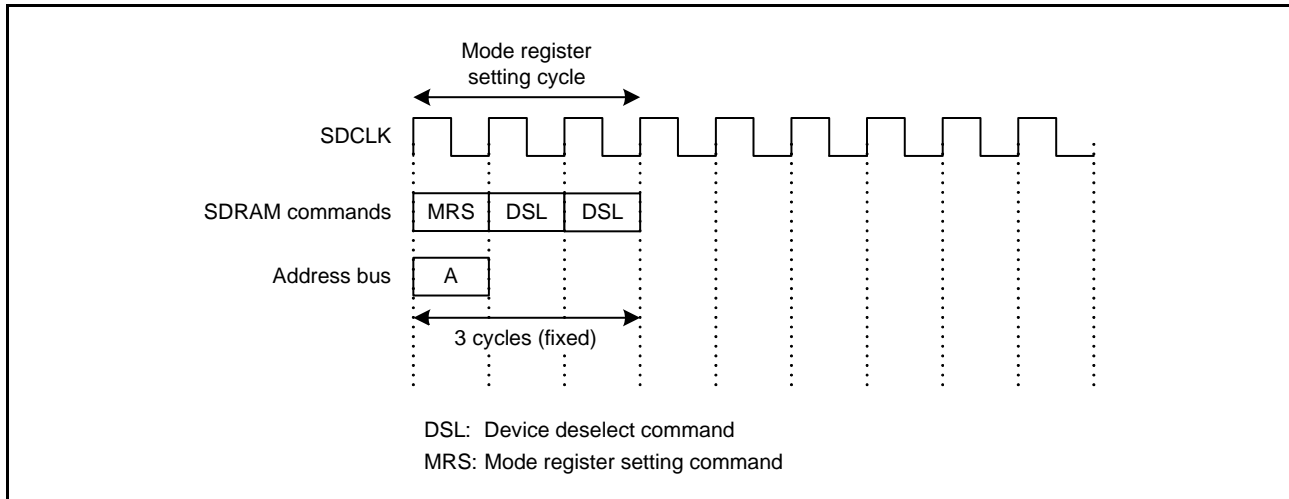 Mode register
setting cycle
SDCLK
SDRAM commands MRS DSL DSL
Address bus A
3 cycles (fixed)
DSL: Device deselect command
MRS: Mode register setting command